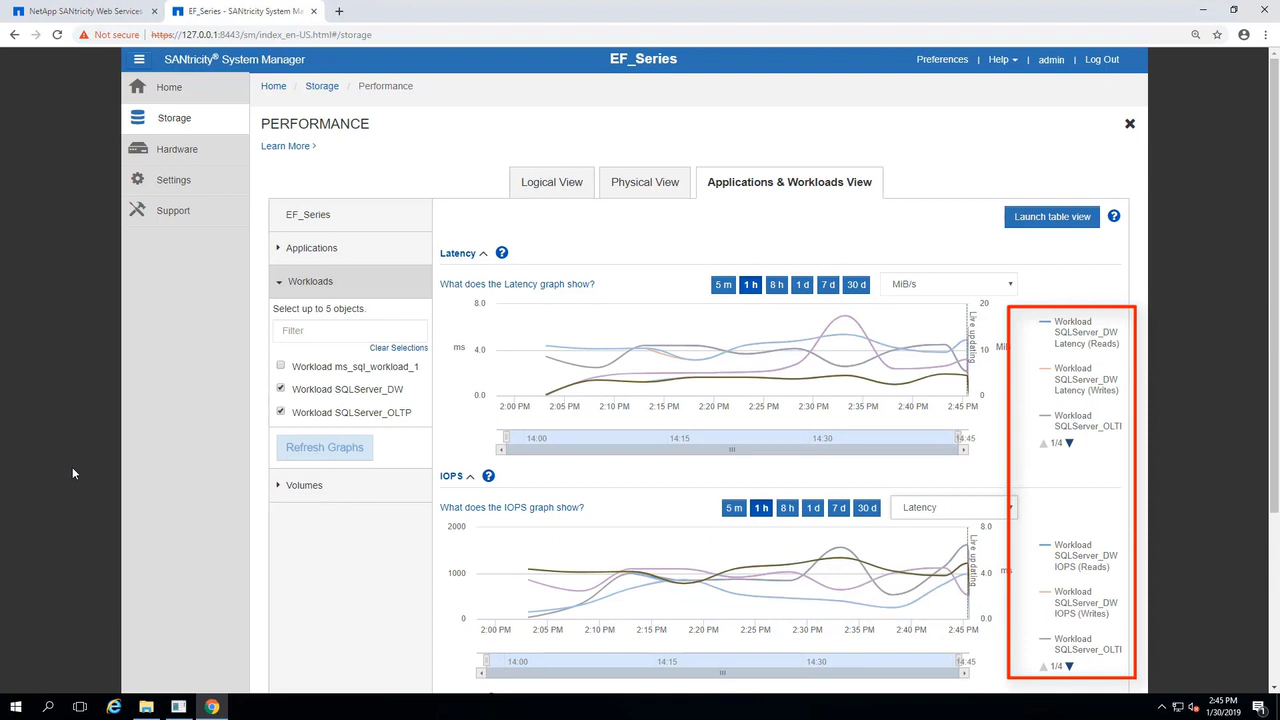 NetApp SANtricity Web Services
EF_Series - SANtricity System Ma
Not secure
https://127.0.0.1:8443/sm/index_en-US.html#/storage
SANtricity® System Manager
EF_Series
Preferences | Help | admin | Log Out
Home
Storage
Hardware
Settings
Support
Home / Storage / Performance
PERFORMANCE
Learn More >
Logical View
Physical View
Applications & Workloads View
EF_Series
Applications
Workloads
Select up to 5 objects.
Filter
Clear Selections
Workload ms_sql_workload_1
Workload SQLServer_DW
Workload SQLServer_OLTP
Refresh Graphs
Volumes
Launch table view
?
Latency
?
What does the Latency graph show?
5 m 1 h 8 h 1 d 7 d 30 d
MiB/s
8.0
4.0
0.0
ms
20
10
0
Live updating
2:00 PM 2:05 PM 2:10 PM 2:15 PM 2:20 PM 2:25 PM 2:30 PM 2:35 PM 2:40 PM 2:45 PM
14:00 14:15 14:30 14:45
Workload
SQLServer_DW
Latency (Reads)
Workload
SQLServer_DW
Latency (Writes)
Workload
SQLServer_OLTI
1/4
IOPS
?
What does the IOPS graph show?
5 m 1 h 8 h 1 d 7 d 30 d
Latency
2000
1000
0
8.0
4.0
0.0
Live updating
2:00 PM 2:05 PM 2:10 PM 2:15 PM 2:20 PM 2:25 PM 2:30 PM 2:35 PM 2:40 PM 2:45 PM
14:00 14:15 14:30 14:45
Workload
SQLServer_DW
IOPS (Reads)
Workload
SQLServer_DW
IOPS (Writes)
Workload
SQLServer_OLTI
1/4
2:45 PM
1/30/2019
1